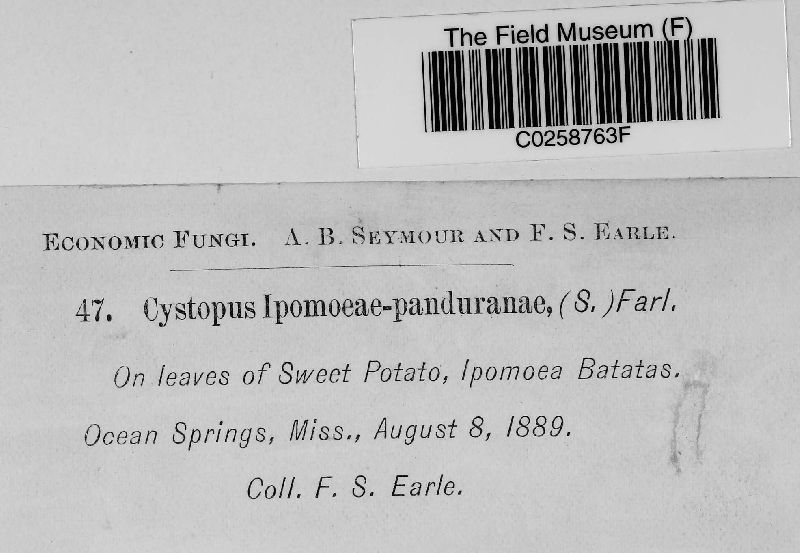 The Field Museum (F)
C0258763F
ECONOMIC FUNGI. A. B. SEYMOUR AND F. S. EARLE.
47. Cystopus Ipomoeae-panduranae, (S.) Farl.
On leaves of Sweet Potato, Ipomoea Batatas.
Ocean Springs, Miss., August 8, 1889.
Coll. F. S. Earle.